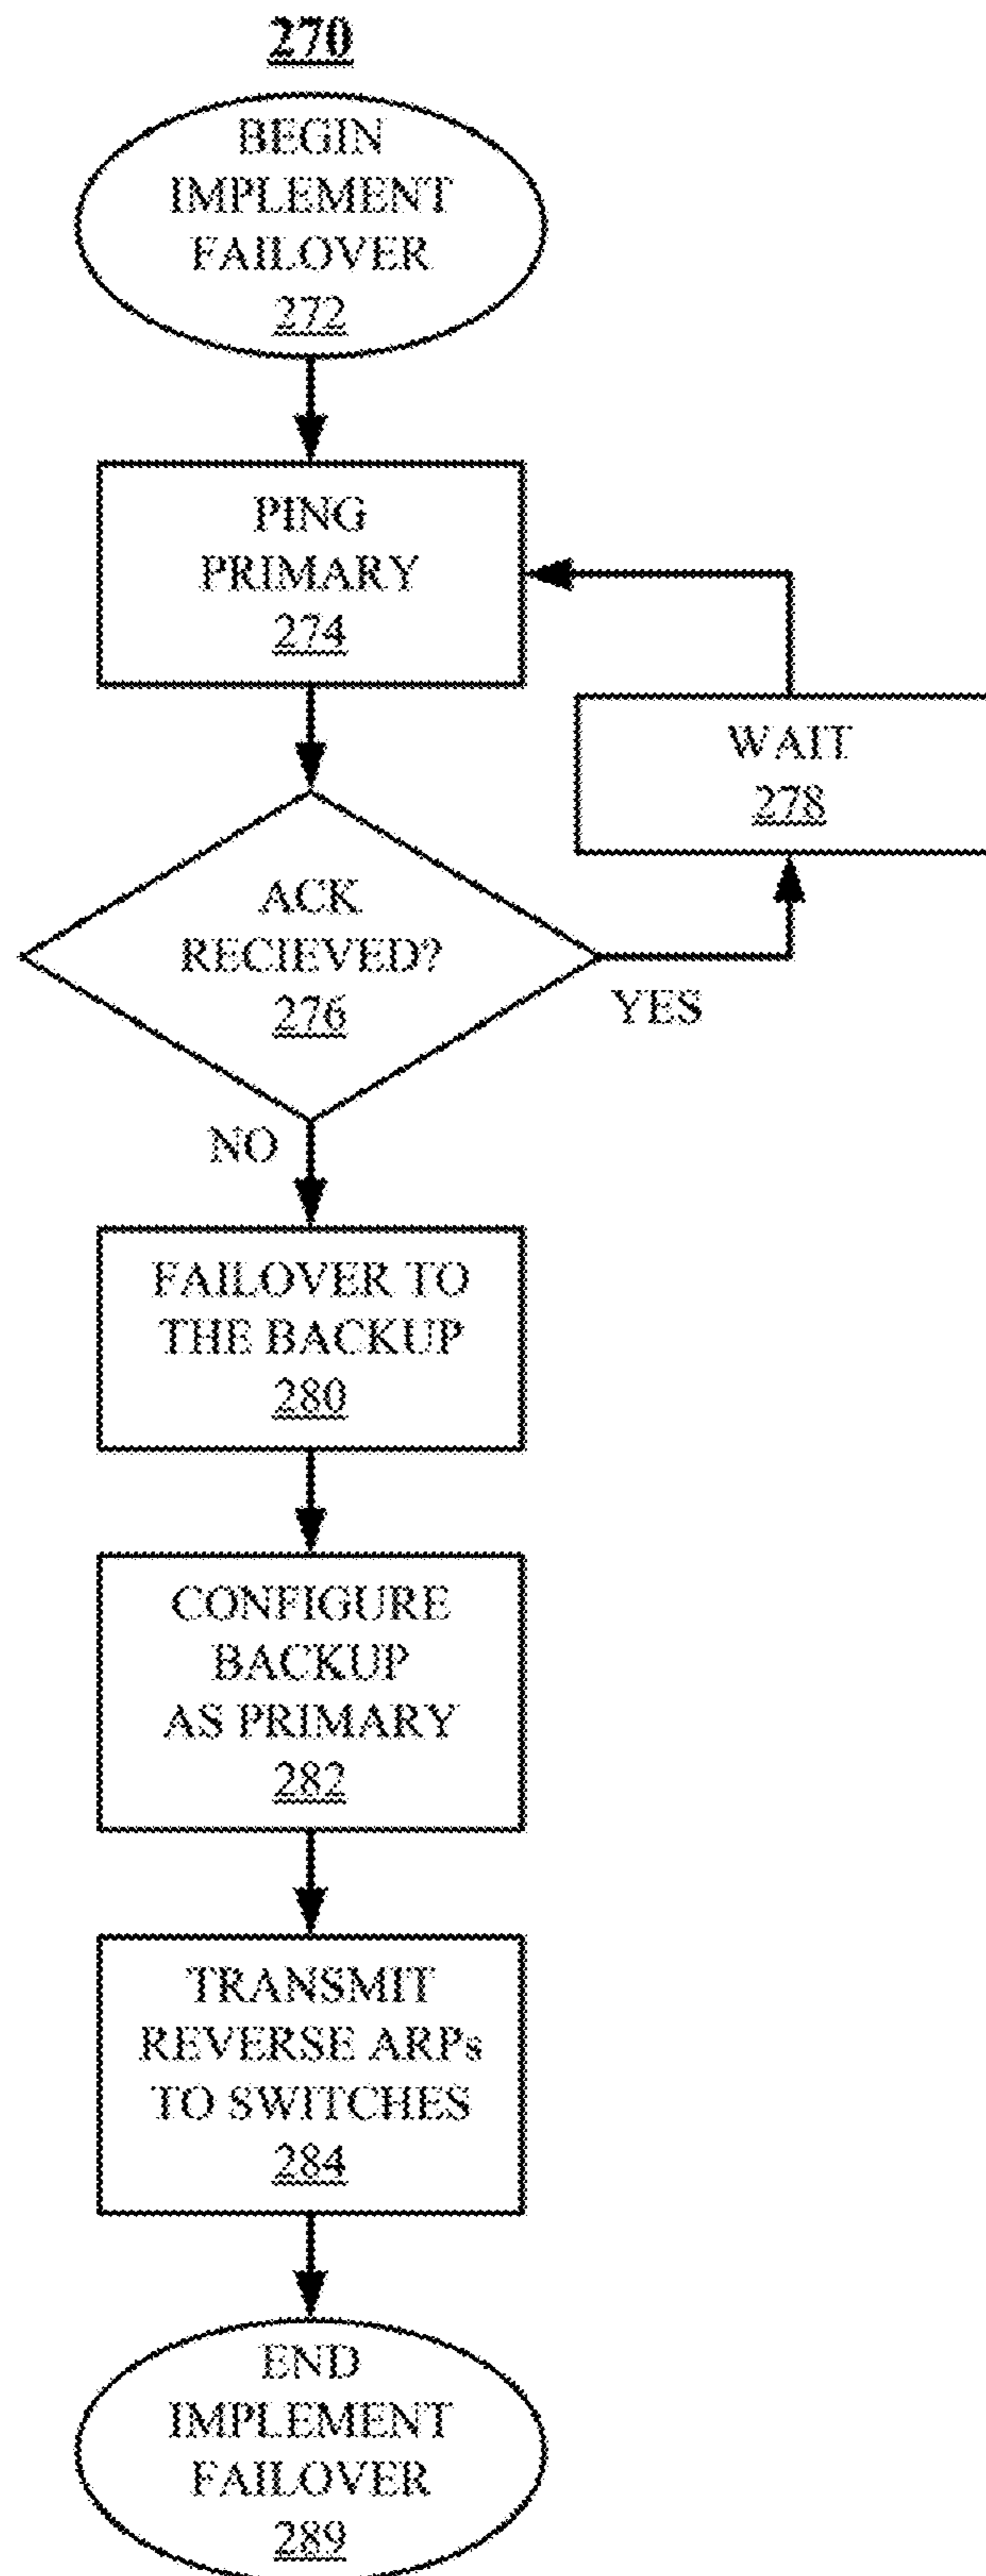 270
BEGIN
IMPLEMENT
FAILOVER
272
PING
PRIMARY
274
WAIT
278
ACK
RECIEVED?
276
YES
NO
FAILOVER TO
THE BACKUP
280
CONFIGURE
BACKUP
AS PRIMARY
282
TRANSMIT
REVERSE ARPs
TO SWITCHES
284
END
IMPLEMENT
FAILOVER
289